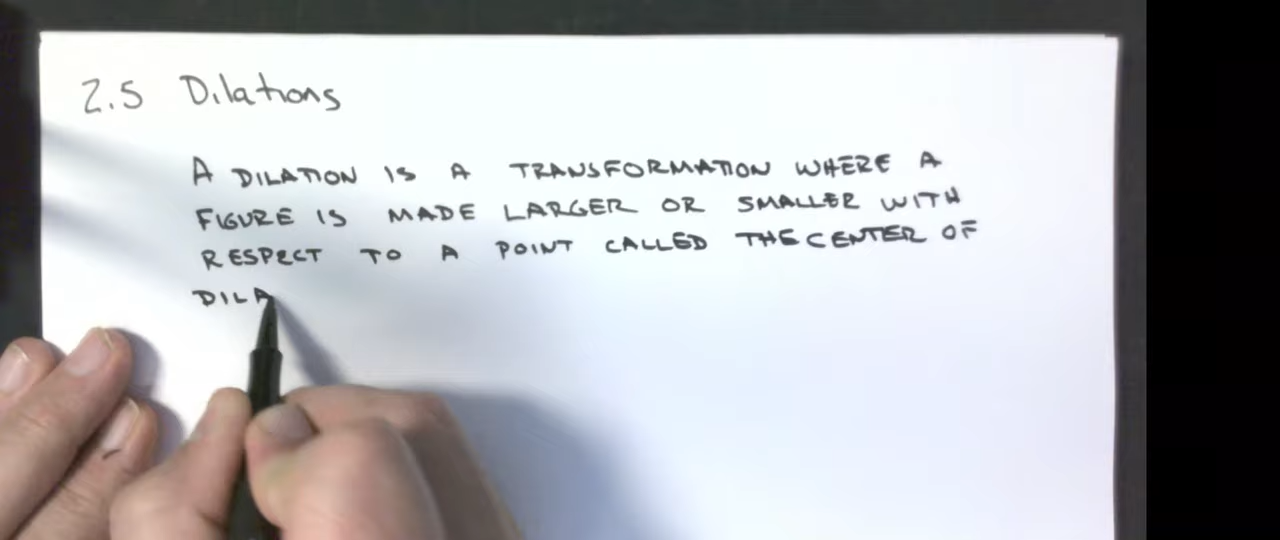 2.5 Dilations
A DILATION IS A TRANSFORMATION WHERE A
FIGURE IS MADE LARGER OR SMALLER WITH
RESPECT TO A POINT CALLED THE CENTER OF
DILA